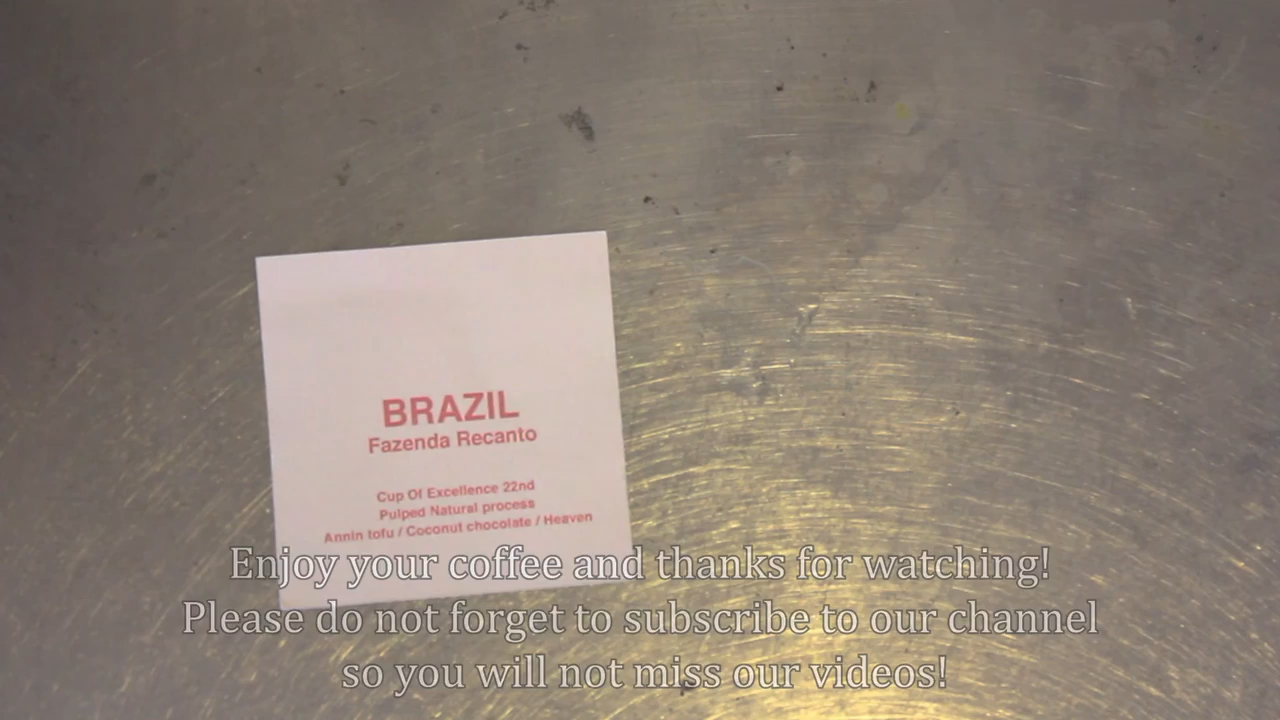 BRAZIL
Fazenda Recanto
Cup Of Excellence 22nd
Pulped Natural process
Annin tofu / Coconut chocolate / Heaven
Enjoy your coffee and thanks for watching!
Please do not forget to subscribe to our channel
so you will not miss our videos!